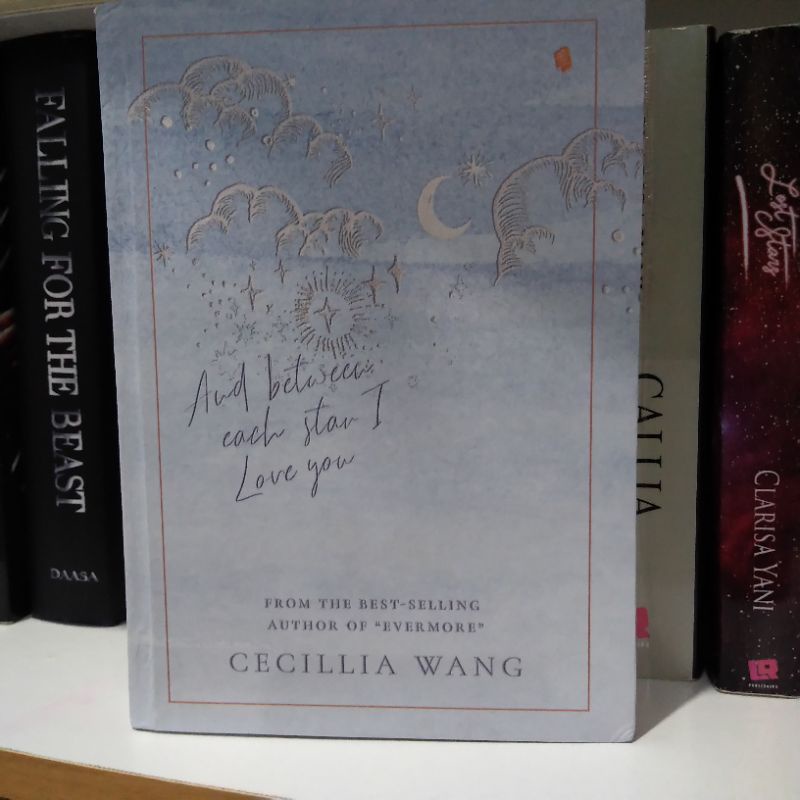 FALLING FOR THE BEAST
DAASA
And between
each star I
Love you
FROM THE BEST-SELLING
AUTHOR OF "EVERMORE"
CECILLIA WANG
Lost Stars
CLARISA YANI
LR